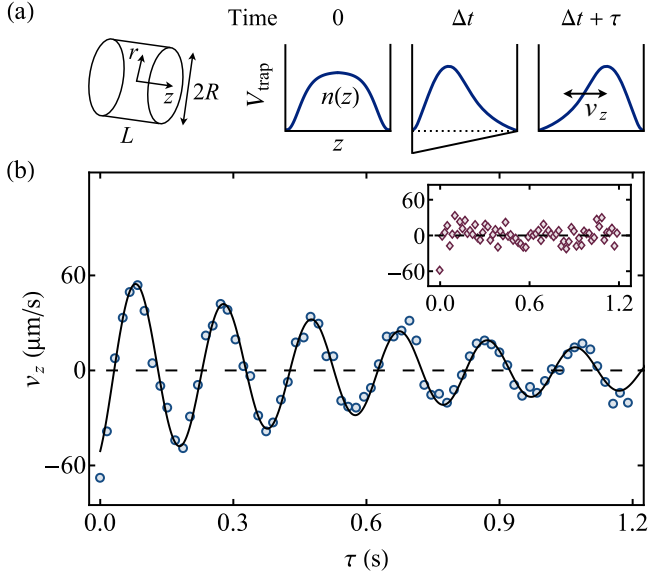 (a)
Time 0 Δt Δt + τ
r
z
2R
L
V_trap
n(z)
z
v_z
(b)
60
0
−60
0.0 0.6 1.2
60
0
−60
v_z (μm/s)
0.0 0.3 0.6 0.9 1.2
τ (s)